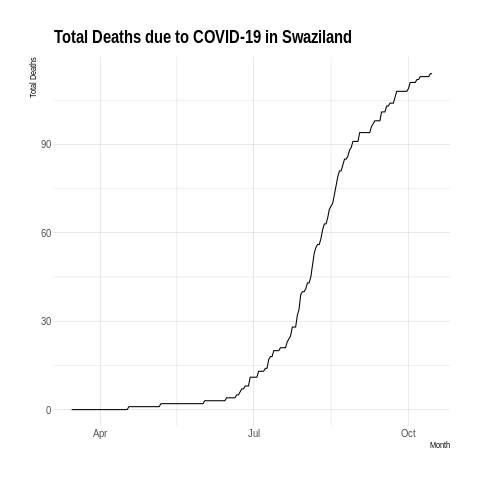 Total Deaths due to COVID-19 in Swaziland
Total Deaths
90
60
30
0
Apr
Jul
Oct
Month